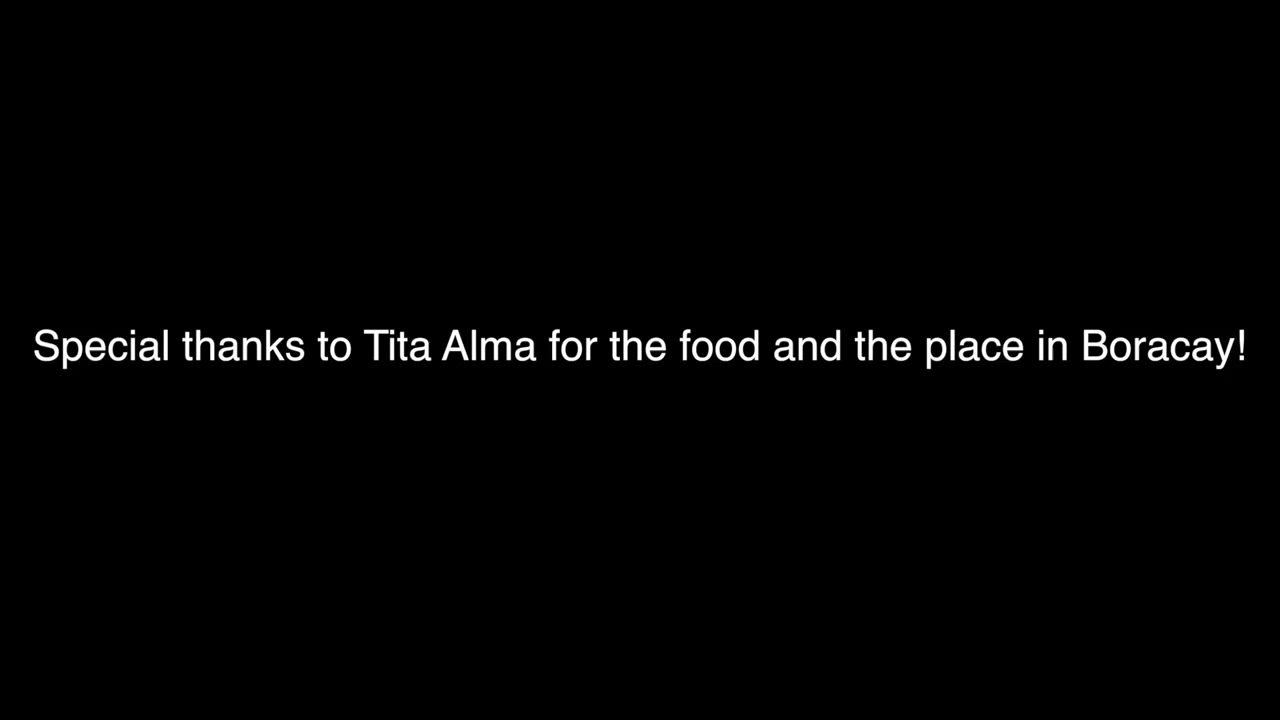 Special thanks to Tita Alma for the food and the place in Boracay!